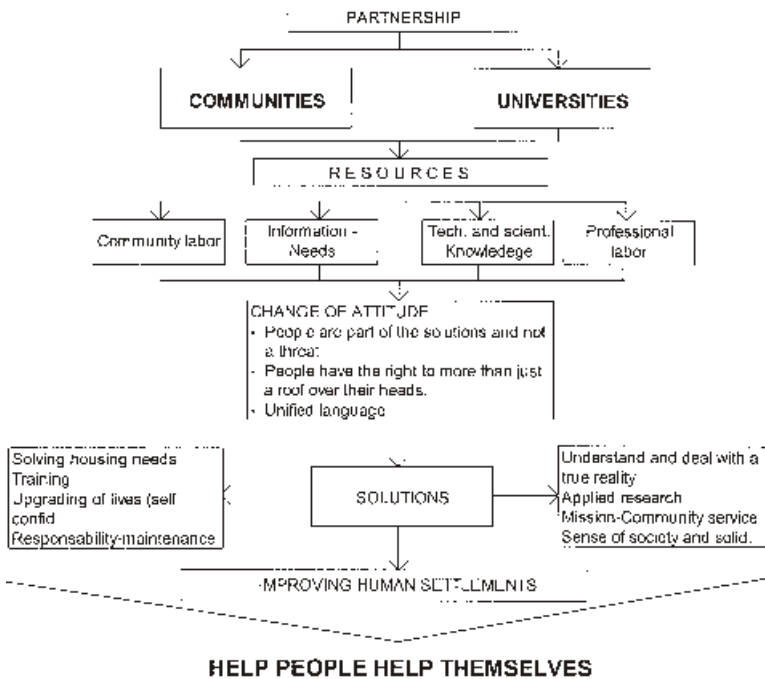 PARTNERSHIP
COMMUNITIES
UNIVERSITIES
RESOURCES
Community labor
Information -
Needs
Tech. and scient.
Knowledege
Professional
labor
CHANGE OF ATTITUDE
- People are part of the solutions and not
a threat
- People have the right to more than just
a roof over their heads.
- Unified language
Solving housing needs
Training
Upgrading of lives (self
confid
Responsability-maintenance
SOLUTIONS
Understand and deal with a
true reality
Applied research
Mission-Community service
Sense of society and solid.
IMPROVING HUMAN SETTLEMENTS
HELP PEOPLE HELP THEMSELVES